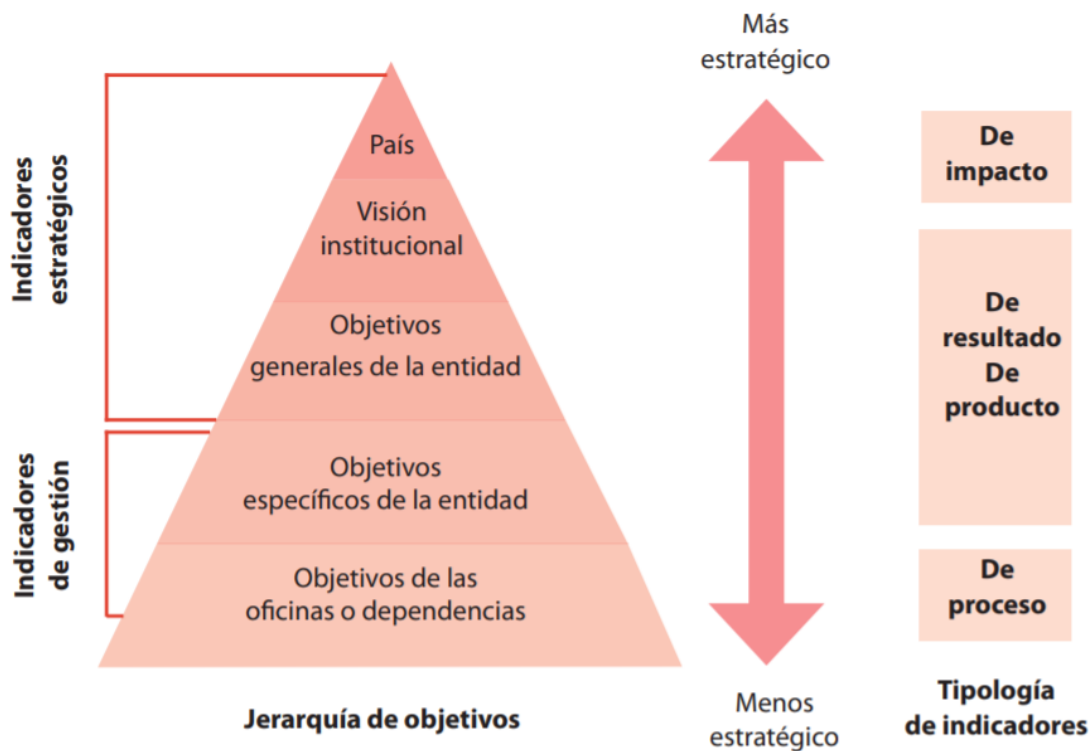 Indicadores
estratégicos
Indicadores
de gestión
País
Visión
institucional
Objetivos
generales de la entidad
Objetivos
específicos de la entidad
Objetivos de las
oficinas o dependencias
Jerarquía de objetivos
Más
estratégico
Menos
estratégico
De
impacto
De
resultado
De
producto
De
proceso
Tipología
de indicadores